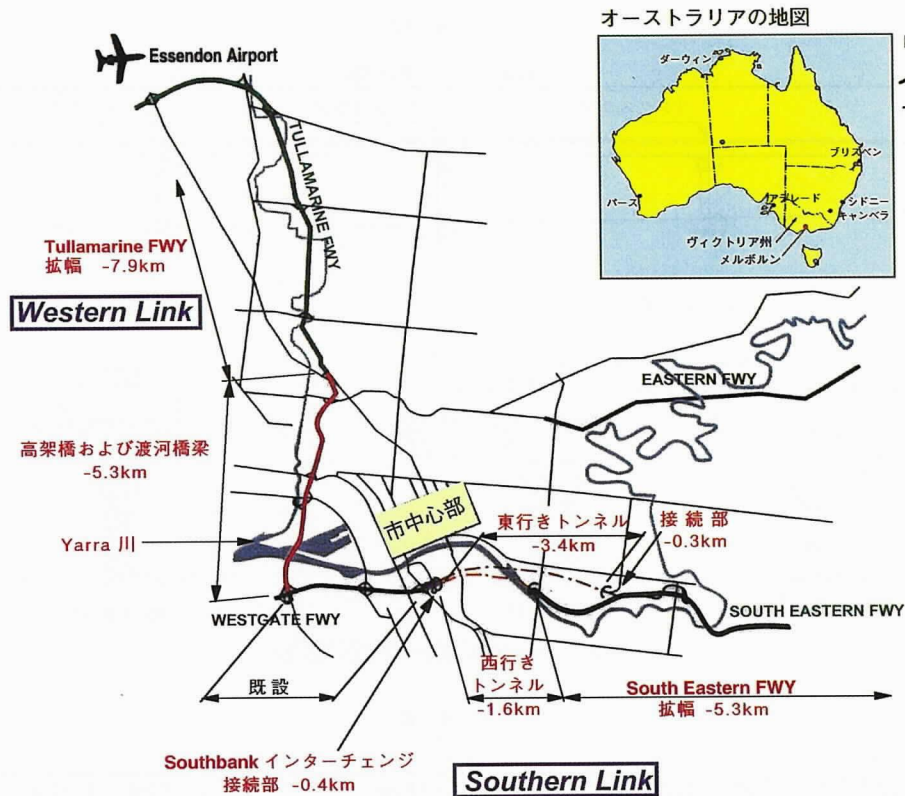 オーストラリアの地図
ダーウィン
ブリスベン
パース
アデレード
シドニー
キャンベラ
ヴィクトリア州
メルボルン
Essendon Airport
TULLAMARINE FWY
Tullamarine FWY
拡幅 -7.9km
Western Link
EASTERN FWY
高架橋および渡河橋梁
-5.3km
市中心部
東行きトンネル
-3.4km
接続部
-0.3km
Yarra 川
WESTGATE FWY
SOUTH EASTERN FWY
既設
西行き
トンネル
-1.6km
South Eastern FWY
拡幅 -5.3km
Southbank インターチェンジ
接続部 -0.4km
Southern Link